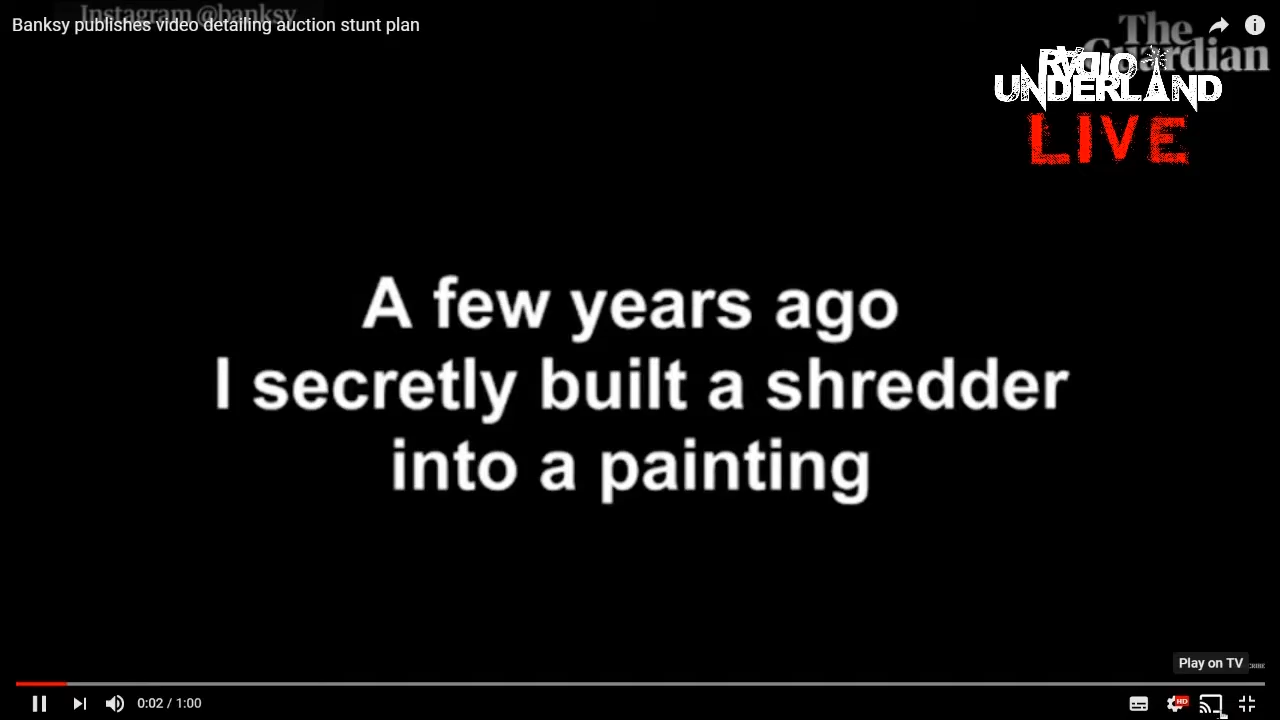 Instagram @banksy
Banksy publishes video detailing auction stunt plan
The
Guardian
RADIO
UNDERLAND
LIVE
A few years ago
I secretly built a shredder
into a painting
Play on TV
0:02 / 1:00
HD